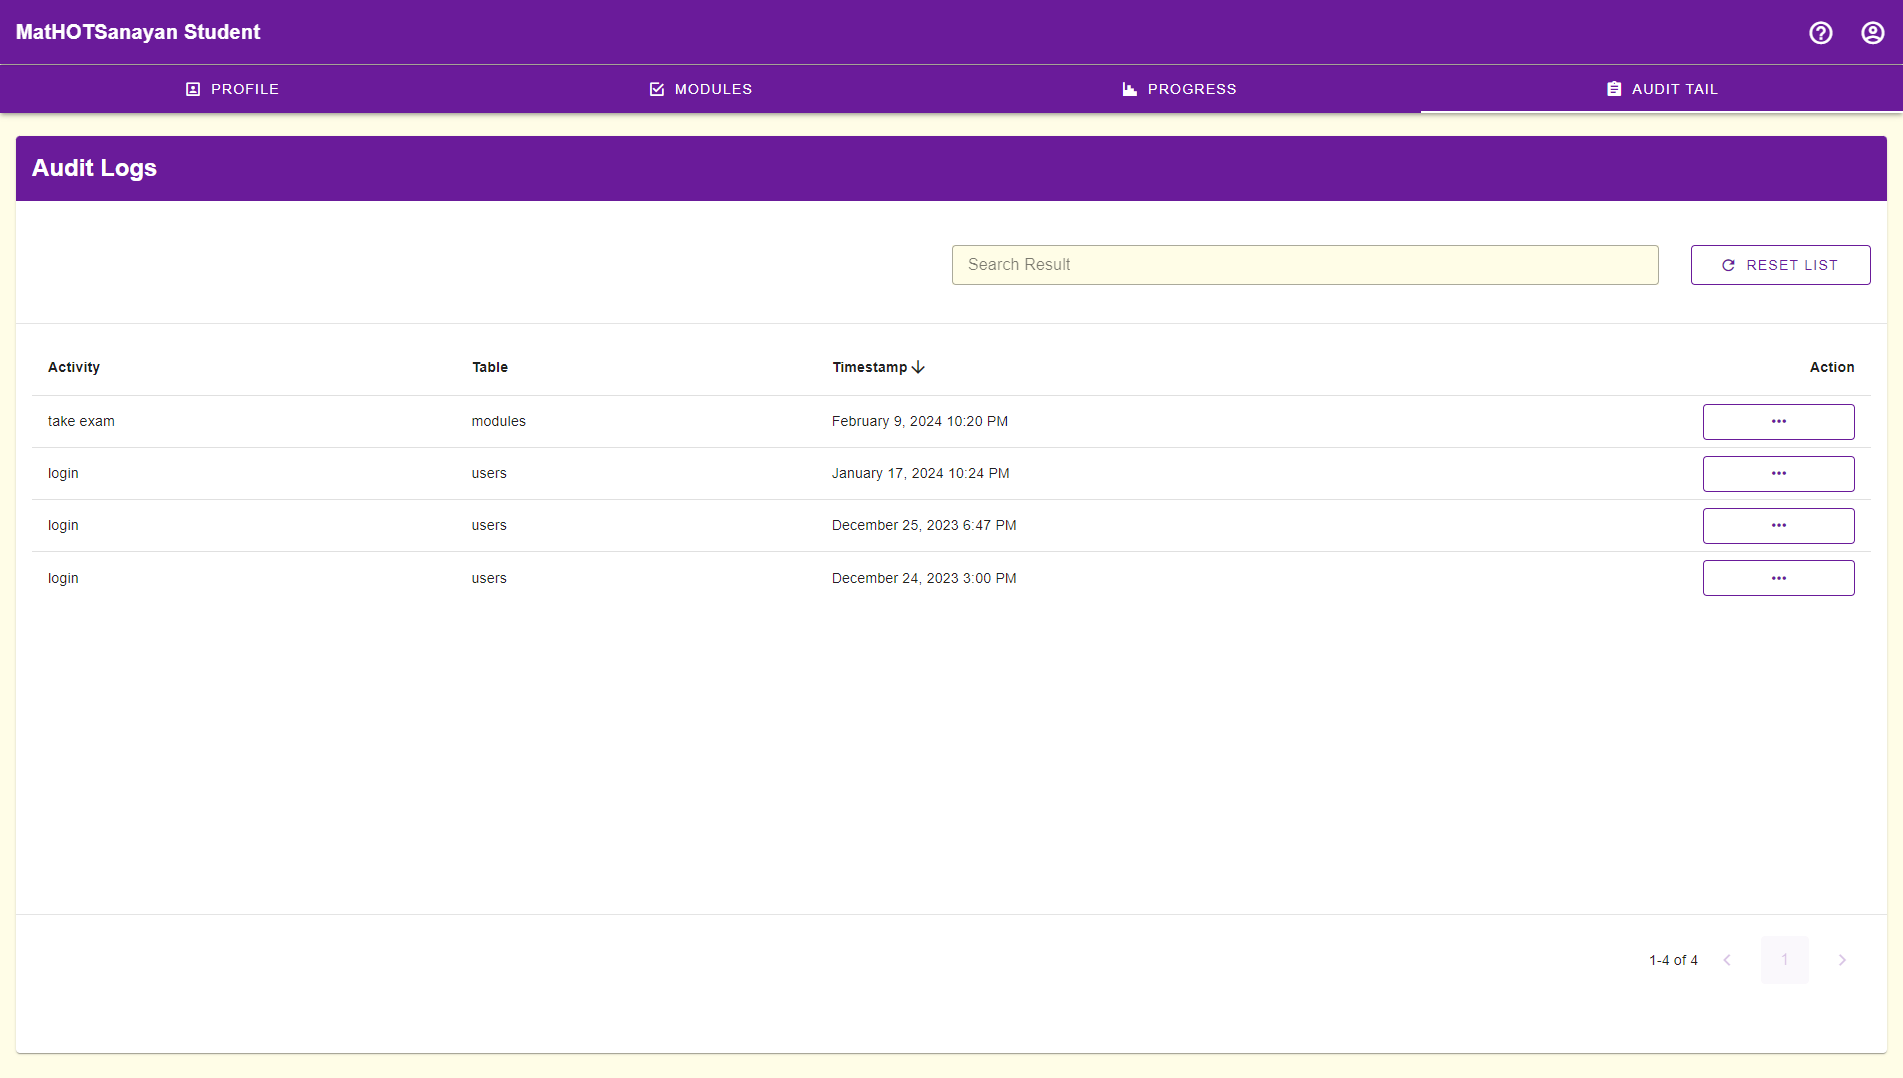 MatHOTSanayan Student
PROFILE MODULES PROGRESS AUDIT TAIL
Audit Logs
Search Result RESET LIST
Activity Table Timestamp Action
take exam modules February 9, 2024 10:20 PM
login users January 17, 2024 10:24 PM
login users December 25, 2023 6:47 PM
login users December 24, 2023 3:00 PM
1-4 of 4 1